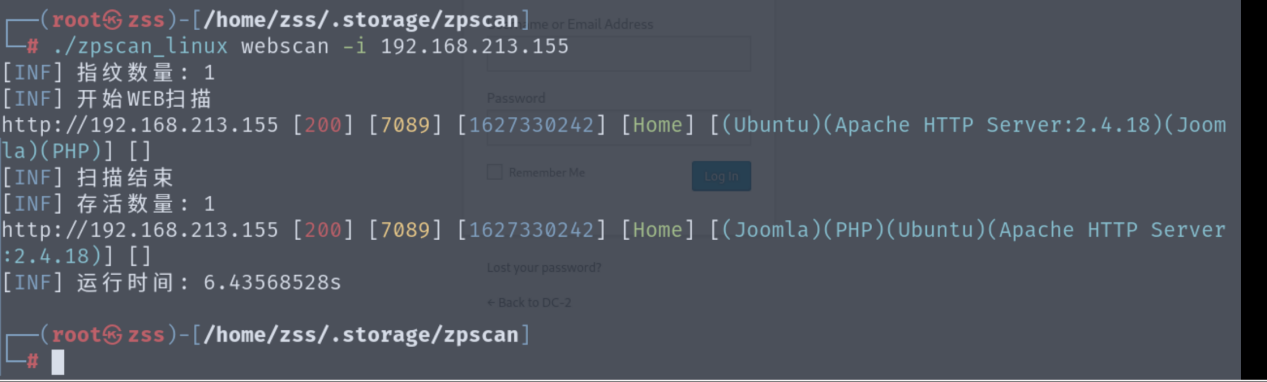 ┌──(root㉿zss)-[/home/zss/.storage/zpscan]
└─# ./zpscan_linux webscan -i 192.168.213.155
[INF] 指纹数量: 1
[INF] 开始WEB扫描
http://192.168.213.155 [200] [7089] [1627330242] [Home] [(Ubuntu)(Apache HTTP Server:2.4.18)(Joom
la)(PHP)] []
[INF] 扫描结束
[INF] 存活数量: 1
http://192.168.213.155 [200] [7089] [1627330242] [Home] [(Joomla)(PHP)(Ubuntu)(Apache HTTP Server
:2.4.18)] []
[INF] 运行时间: 6.43568528s
┌──(root㉿zss)-[/home/zss/.storage/zpscan]
└─#
or Email Address
Password
Remember Me
Log In
Lost your password?
← Back to DC-2